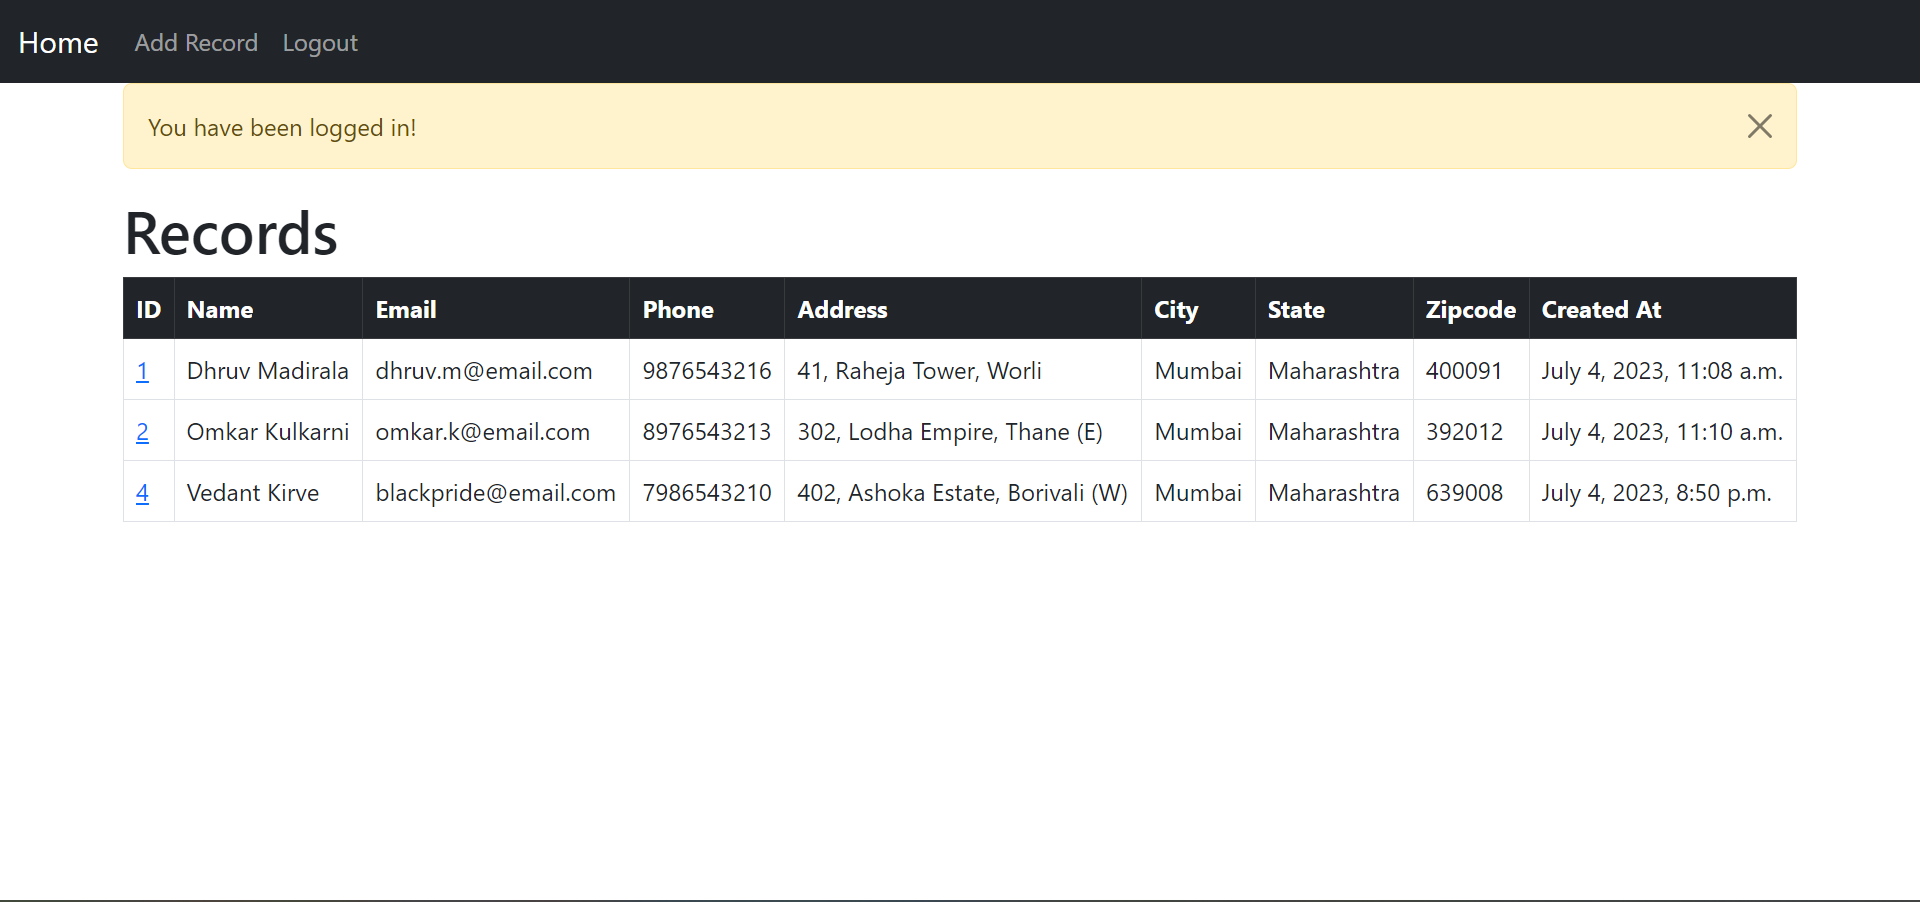 Home Add Record Logout
You have been logged in!
Records
ID Name Email Phone Address City State Zipcode Created At
1 Dhruv Madirala dhruv.m@email.com 9876543216 41, Raheja Tower, Worli Mumbai Maharashtra 400091 July 4, 2023, 11:08 a.m.
2 Omkar Kulkarni omkar.k@email.com 8976543213 302, Lodha Empire, Thane (E) Mumbai Maharashtra 392012 July 4, 2023, 11:10 a.m.
4 Vedant Kirve blackpride@email.com 7986543210 402, Ashoka Estate, Borivali (W) Mumbai Maharashtra 639008 July 4, 2023, 8:50 p.m.